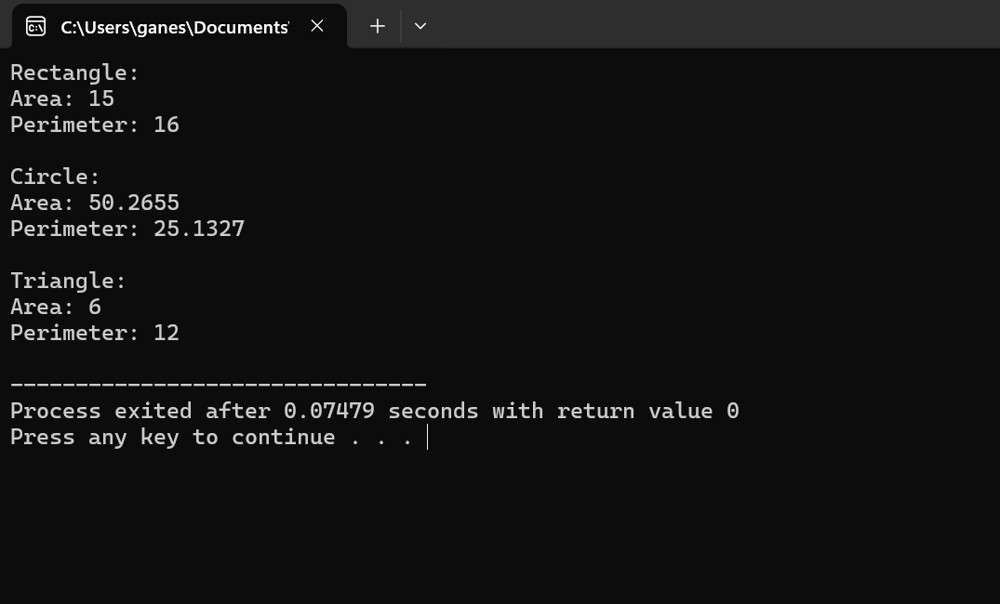 C:\Users\ganes\Documents\
Rectangle:
Area: 15
Perimeter: 16
Circle:
Area: 50.2655
Perimeter: 25.1327
Triangle:
Area: 6
Perimeter: 12
--------------------------------
Process exited after 0.07479 seconds with return value 0
Press any key to continue . . .